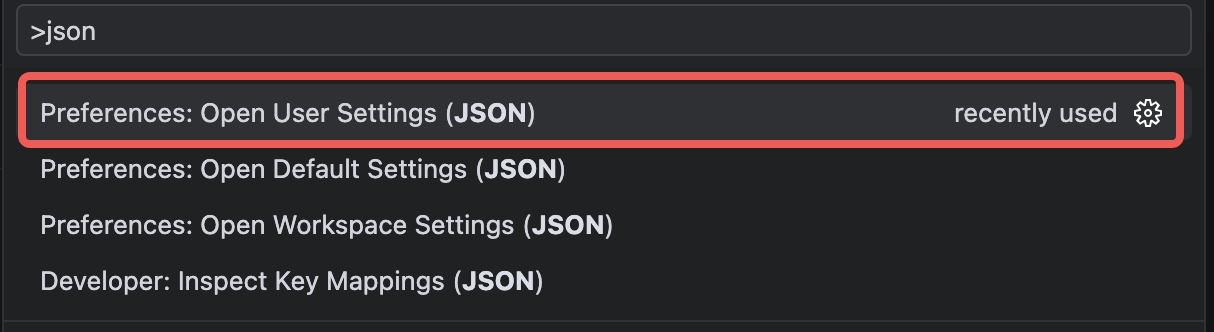 >json
Preferences: Open User Settings (JSON) recently used
Preferences: Open Default Settings (JSON)
Preferences: Open Workspace Settings (JSON)
Developer: Inspect Key Mappings (JSON)